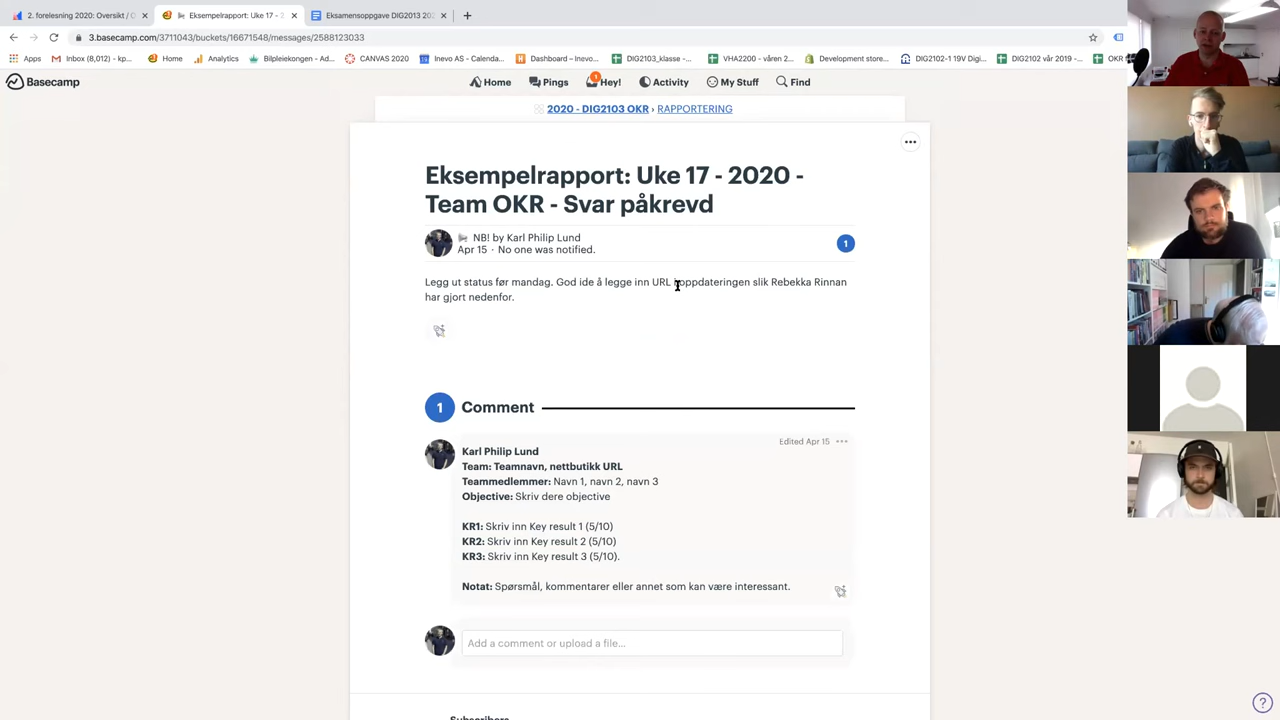 2. forelesning 2020: Oversikt / O
Eksempelrapport: Uke 17 - 2
Eksamensoppgave DIG2013 202
3.basecamp.com/3711043/buckets/16671548/messages/2588123033
Apps
Inbox (8,012) - kp...
Home
Analytics
Bilpleiekongen - Ad...
CANVAS 2020
Inevo AS - Calenda...
Dashboard – Inevo...
DIG2103_klasse -...
VHA2200 - våren 2...
Development store...
DIG2102-1 19V Digi...
DIG2102 vår 2019 -...
OKR
Basecamp
Home
Pings
1
Hey!
Activity
My Stuff
Find
2020 - DIG2103 OKR › RAPPORTERING
Eksempelrapport: Uke 17 - 2020 -
Team OKR - Svar påkrevd
NB! by Karl Philip Lund
Apr 15 · No one was notified.
1
Legg ut status før mandag. God ide å legge inn URL i oppdateringen slik Rebekka Rinnan
har gjort nedenfor.
1 Comment
Edited Apr 15
Karl Philip Lund
Team: Teamnavn, nettbutikk URL
Teammedlemmer: Navn 1, navn 2, navn 3
Objective: Skriv dere objective
KR1: Skriv inn Key result 1 (5/10)
KR2: Skriv inn Key result 2 (5/10)
KR3: Skriv inn Key result 3 (5/10).
Notat: Spørsmål, kommentarer eller annet som kan være interessant.
Add a comment or upload a file...
Subscribers
?